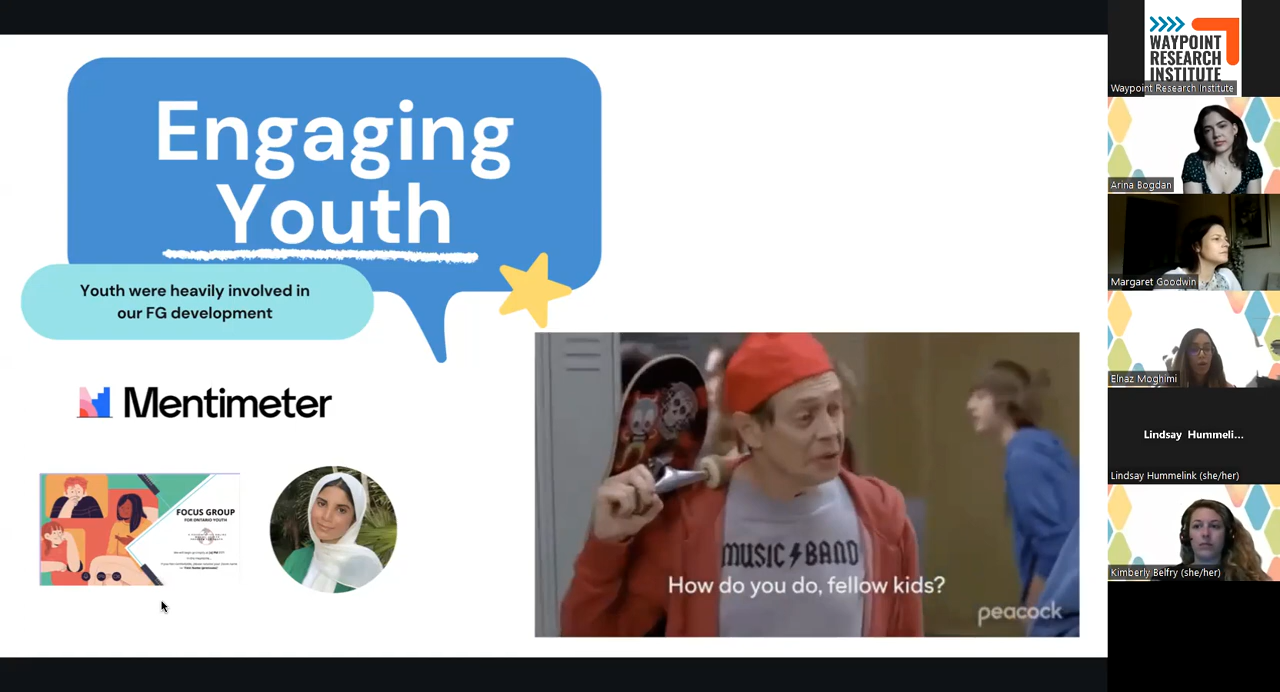 Engaging
Youth
Youth were heavily involved in
our FG development
Mentimeter
FOCUS GROUP
FOR ONTARIO YOUTH
MUSIC BAND
How do you do, fellow kids?
peacock
WAYPOINT
RESEARCH
INSTITUTE
Waypoint Research Institute
Arina Bogdan
Margaret Goodwin
Elnaz Moghimi
Lindsay Hummeli...
Lindsay Hummelink (she/her)
Kimberly Belfry (she/her)